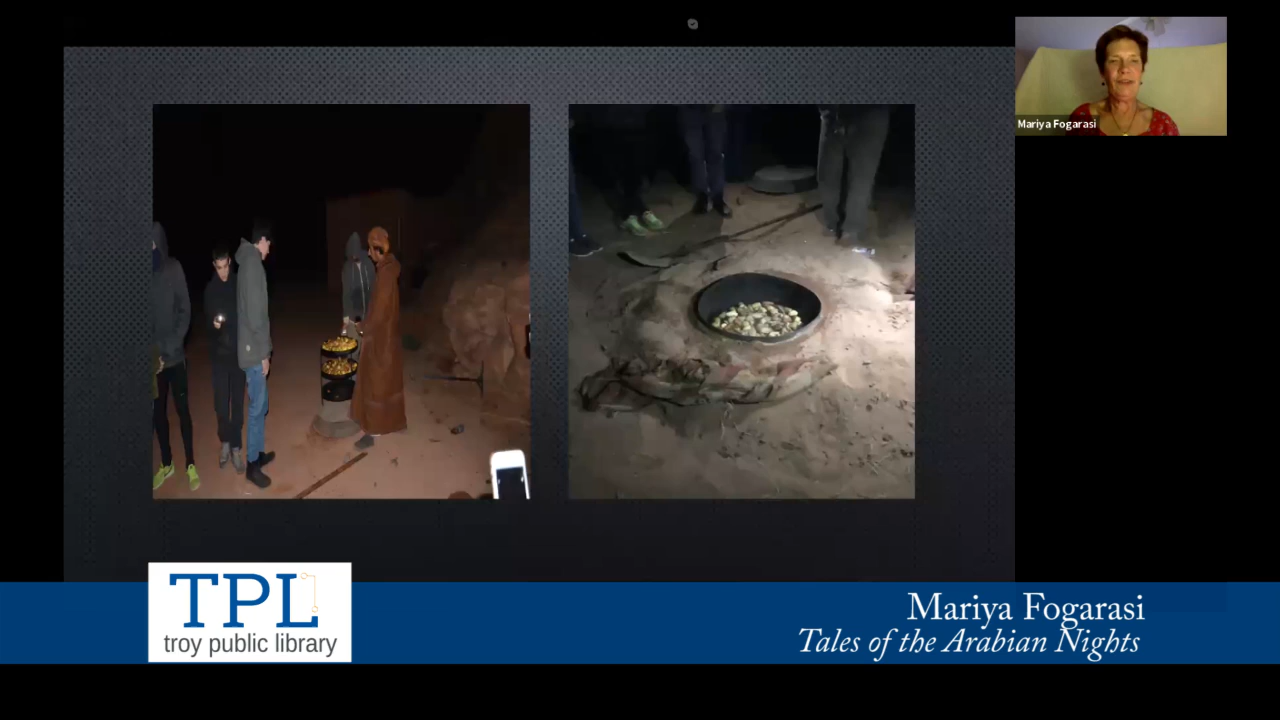 Mariya Fogarasi
TPL
troy public library
Mariya Fogarasi
Tales of the Arabian Nights